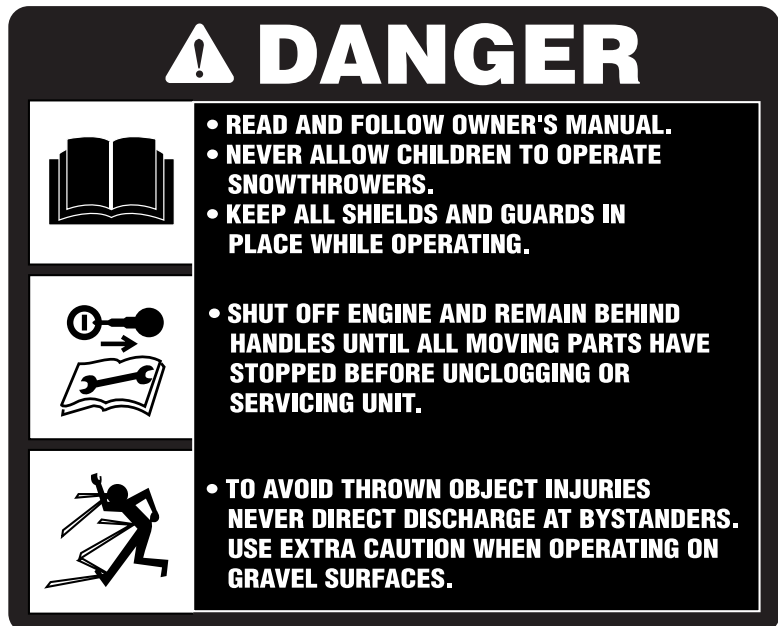 DANGER
• READ AND FOLLOW OWNER'S MANUAL.
• NEVER ALLOW CHILDREN TO OPERATE
SNOWTHROWERS.
• KEEP ALL SHIELDS AND GUARDS IN
PLACE WHILE OPERATING.
• SHUT OFF ENGINE AND REMAIN BEHIND
HANDLES UNTIL ALL MOVING PARTS HAVE
STOPPED BEFORE UNCLOGGING OR
SERVICING UNIT.
• TO AVOID THROWN OBJECT INJURIES
NEVER DIRECT DISCHARGE AT BYSTANDERS.
USE EXTRA CAUTION WHEN OPERATING ON
GRAVEL SURFACES.